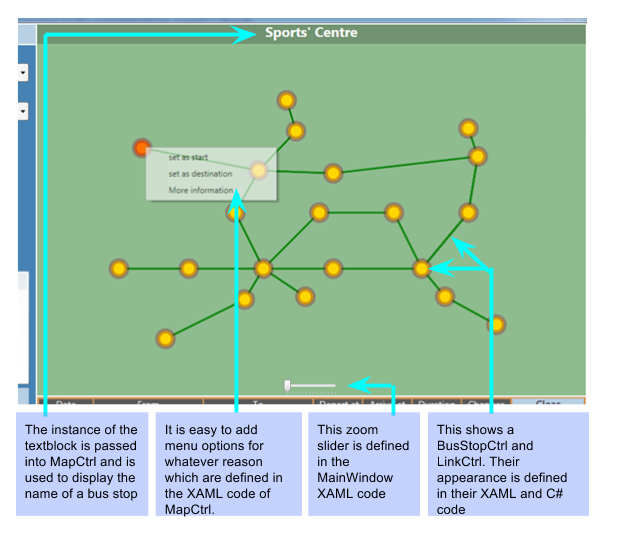 Sports' Centre
set as start
set as destination
More information
Date From To Depart at Arrive at Duration Changes Clear
The instance of the
textblock is passed
into MapCtrl and is
used to display the
name of a bus stop
It is easy to add
menu options for
whatever reason
which are defined in
the XAML code of
MapCtrl.
This zoom
slider is defined
in the
MainWindow
XAML code
This shows a
BusStopCtrl and
LinkCtrl. Their
appearance is defined
in their XAML and C#
code